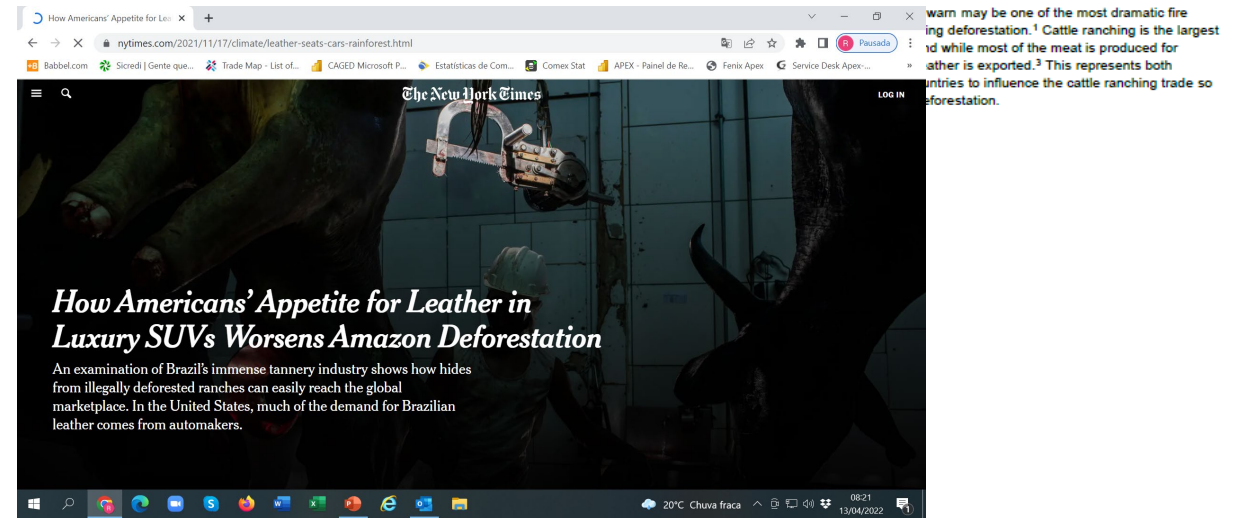 How Americans' Appetite for Lea
nytimes.com/2021/11/17/climate/leather-seats-cars-rainforest.html
R Pausada
+B Babbel.com Sicredi | Gente que... Trade Map - List of... CAGED Microsoft P... Estatísticas de Com... Comex Stat APEX - Painel de Re... Fenix Apex G Service Desk Apex-... »
The New York Times
LOG IN
How Americans' Appetite for Leather in
Luxury SUVs Worsens Amazon Deforestation
An examination of Brazil's immense tannery industry shows how hides
from illegally deforested ranches can easily reach the global
marketplace. In the United States, much of the demand for Brazilian
leather comes from automakers.
20°C Chuva fraca
08:21
13/04/2022
1
warn may be one of the most dramatic fire
ing deforestation.1 Cattle ranching is the largest
nd while most of the meat is produced for
eather is exported.3 This represents both
untries to influence the cattle ranching trade so
eforestation.